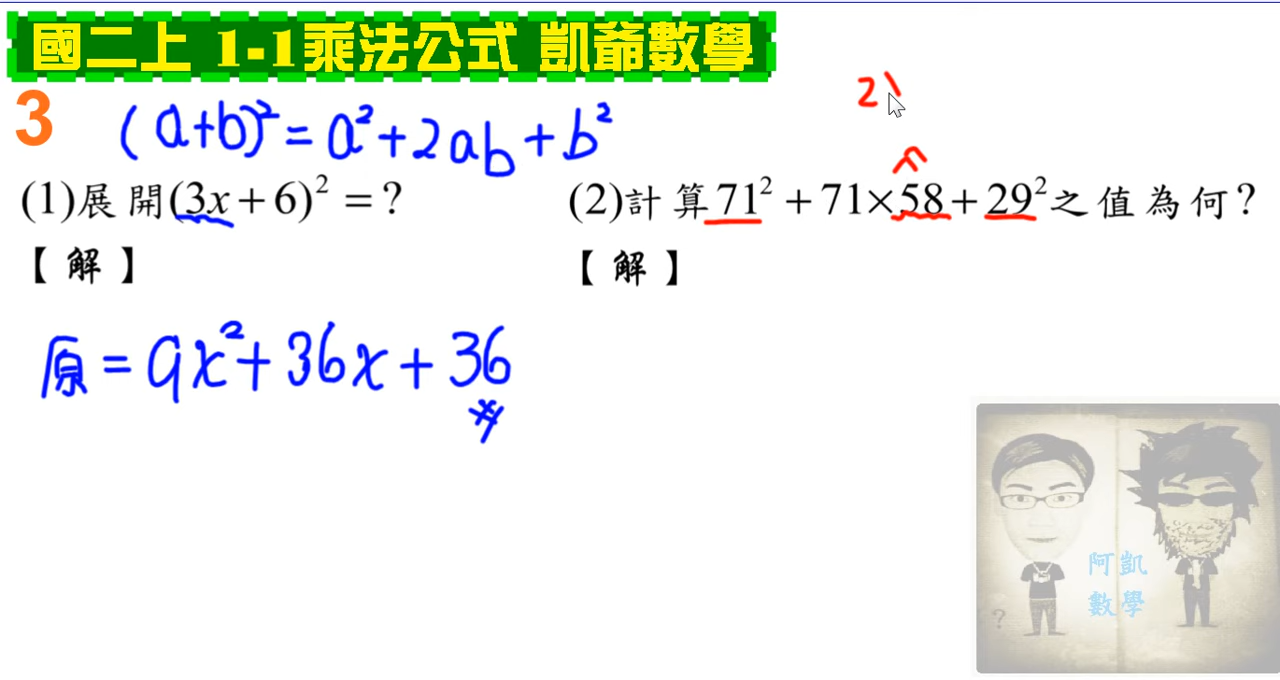 國二上 1-1乘法公式 凱爺數學
3
(a+b)²=a²+2ab+b²
(1)展開(3x+6)²=?
【解】
原=9x²+36x+36
2
(2)計算71²+71×58+29²之值為何?
【解】
阿凱
數學
?